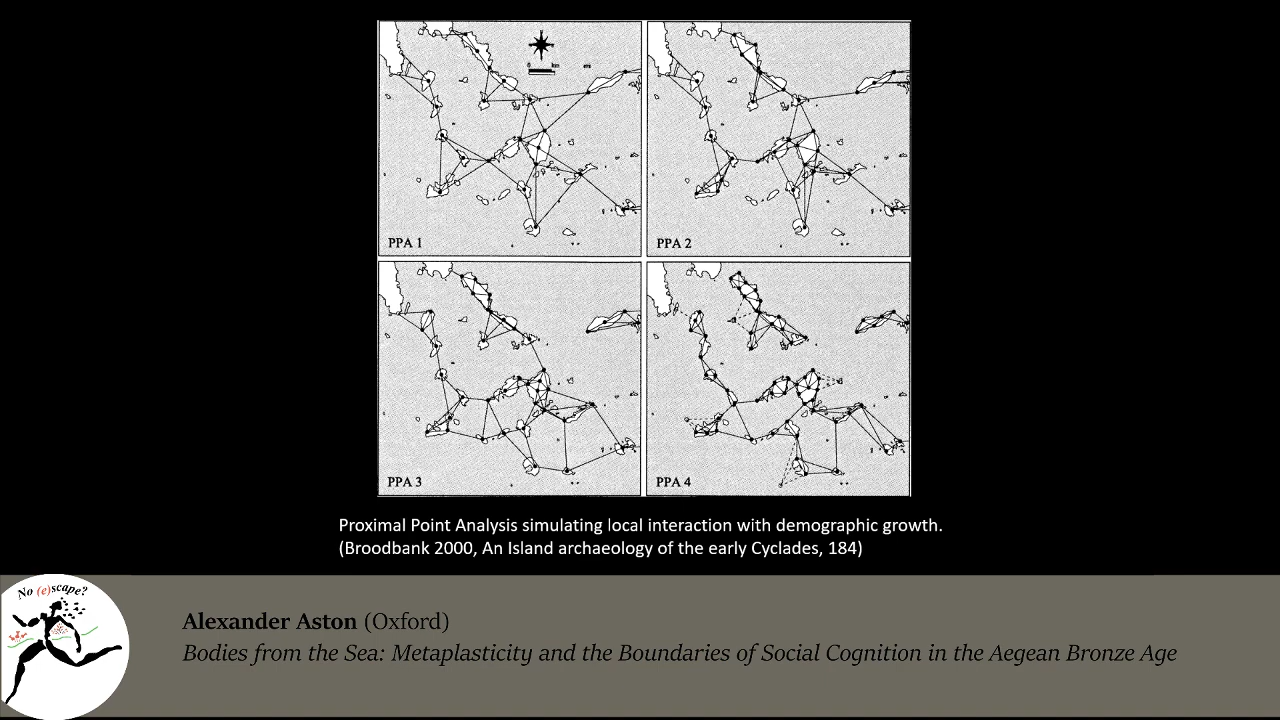 0 km
PPA 1
PPA 2
PPA 3
PPA 4
Proximal Point Analysis simulating local interaction with demographic growth.
(Broodbank 2000, An Island archaeology of the early Cyclades, 184)
No (e)scape?
Alexander Aston (Oxford)
Bodies from the Sea: Metaplasticity and the Boundaries of Social Cognition in the Aegean Bronze Age